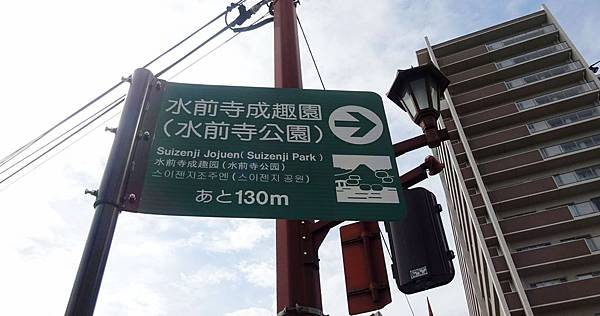 水前寺成趣園
(水前寺公園)
Suizenji Jojuen(Suizenji Park)
水前寺成趣园(水前寺公园)
스이젠지조주엔(스이젠지 공원)
あと130m